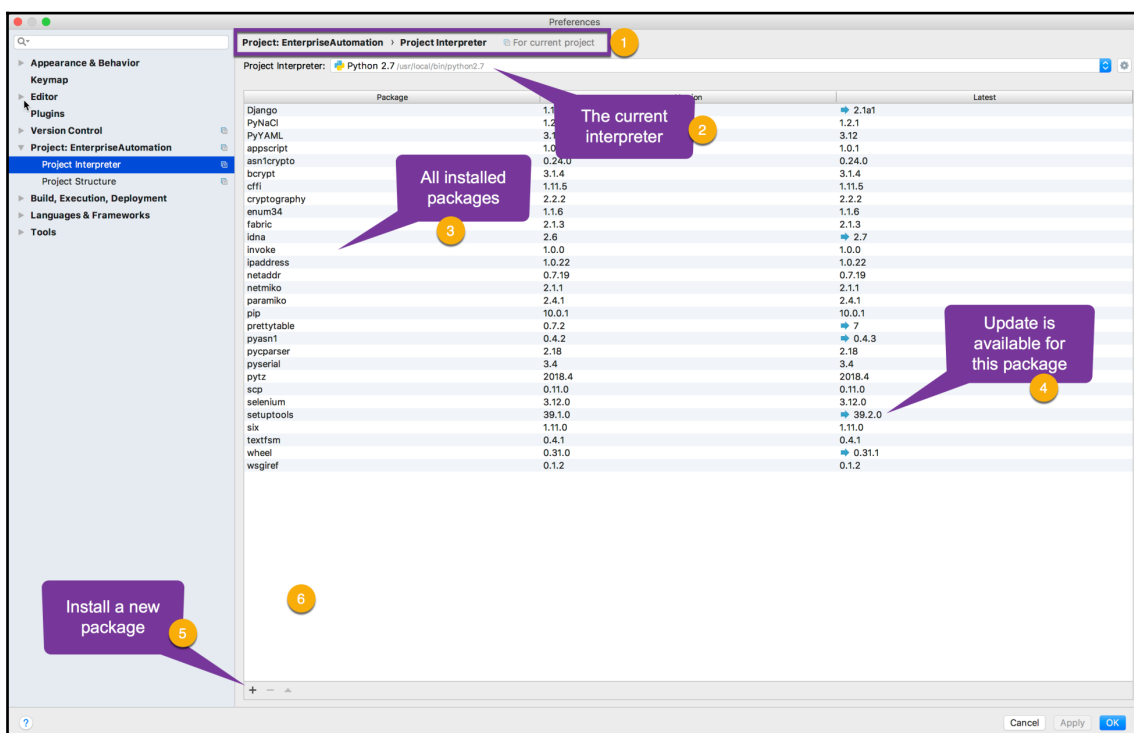 Preferences
Project: EnterpriseAutomation › Project Interpreter For current project 1
Appearance & Behavior
Keymap
Editor
Plugins
Version Control
Project: EnterpriseAutomation
Project Interpreter
Project Structure
Build, Execution, Deployment
Languages & Frameworks
Tools
Project Interpreter: Python 2.7 /usr/local/bin/python2.7
The current
interpreter
2
All installed
packages
3
Package Latest
Django 2.1a1
PyNaCl 1.2.1
PyYAML 3.12
appscript 1.0.1
asn1crypto 0.24.0 0.24.0
bcrypt 3.1.4 3.1.4
cffi 1.11.5 1.11.5
cryptography 2.2.2 2.2.2
enum34 1.1.6 1.1.6
fabric 2.1.3 2.1.3
idna 2.6 2.7
invoke 1.0.0 1.0.0
ipaddress 1.0.22 1.0.22
netaddr 0.7.19 0.7.19
netmiko 2.1.1 2.1.1
paramiko 2.4.1 2.4.1
pip 10.0.1 10.0.1
prettytable 0.7.2 7
pyasn1 0.4.2 0.4.3
pycparser 2.18 2.18
pyserial 3.4 3.4
pytz 2018.4 2018.4
scp 0.11.0 0.11.0
selenium 3.12.0 3.12.0
setuptools 39.1.0 39.2.0
six 1.11.0 1.11.0
textfsm 0.4.1 0.4.1
wheel 0.31.0 0.31.1
wsgiref 0.1.2 0.1.2
Update is
available for
this package
4
Install a new
package
5
6
+ −
? Cancel Apply OK